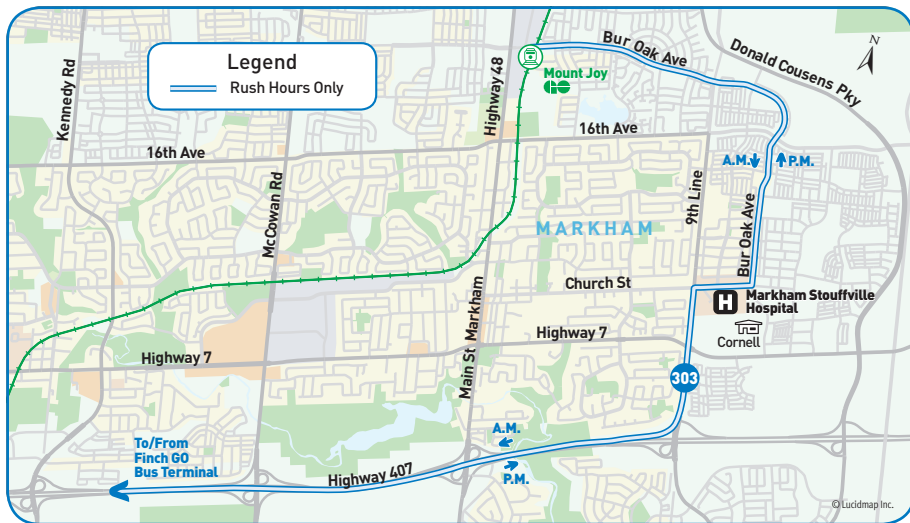 Legend
Rush Hours Only
Kennedy Rd
Highway 48
Bur Oak Ave
Donald Cousens Pky
N
Mount Joy
GO
16th Ave
16th Ave
McCowan Rd
9th Line
A.M.
P.M.
MARKHAM
Bur Oak Ave
Church St
H
Markham Stouffville
Hospital
Cornell
Main St Markham
Highway 7
Highway 7
303
A.M.
P.M.
To/From
Finch GO
Bus Terminal
Highway 407
© Lucidmap Inc.